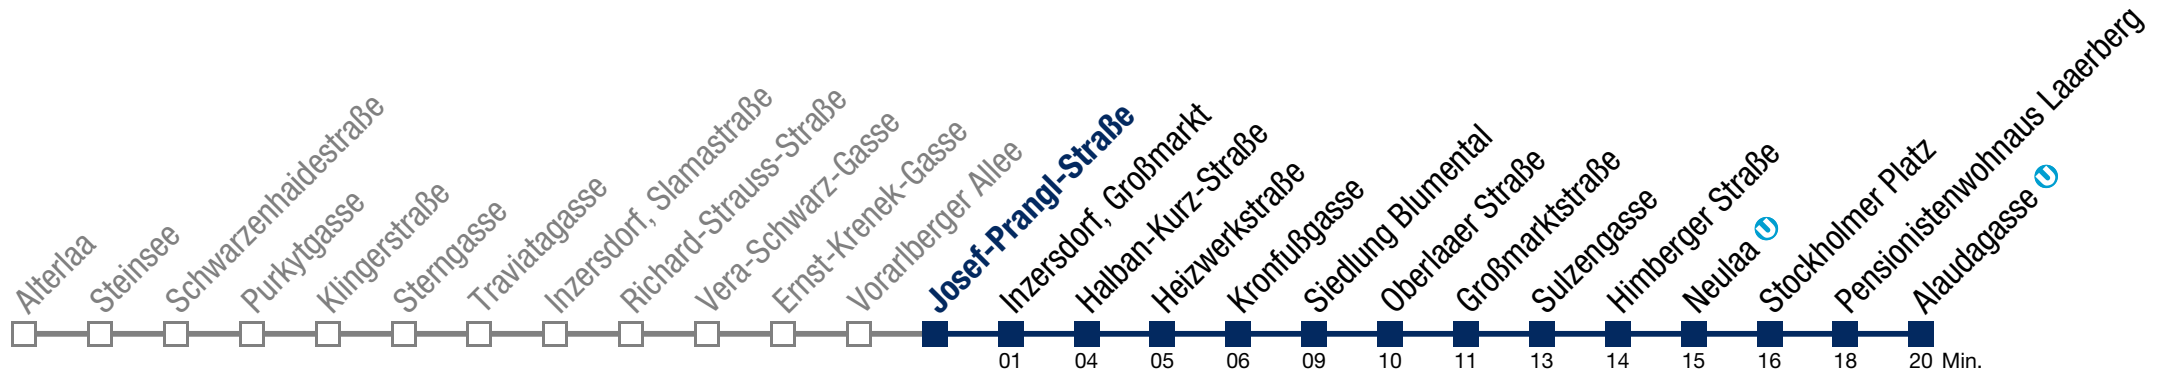 Alterlaa
Steinsee
Schwarzenhaidestraße
Purkytgasse
Klingerstraße
Sterngasse
Traviatagasse
Inzersdorf, Slamastraße
Richard-Strauss-Straße
Vera-Schwarz-Gasse
Ernst-Krenek-Gasse
Vorarlberger Allee
Josef-Prangl-Straße
Inzersdorf, Großmarkt
Halban-Kurz-Straße
Heizwerkstraße
Kronfußgasse
Siedlung Blumental
Oberlaaer Straße
Großmarktstraße
Sulzengasse
Himberger Straße
Neulaa U
Stockholmer Platz
Pensionistenwohnaus Laaerberg
Alaudagasse U
01 04 05 06 09 10 11 13 14 15 16 18 20 Min.